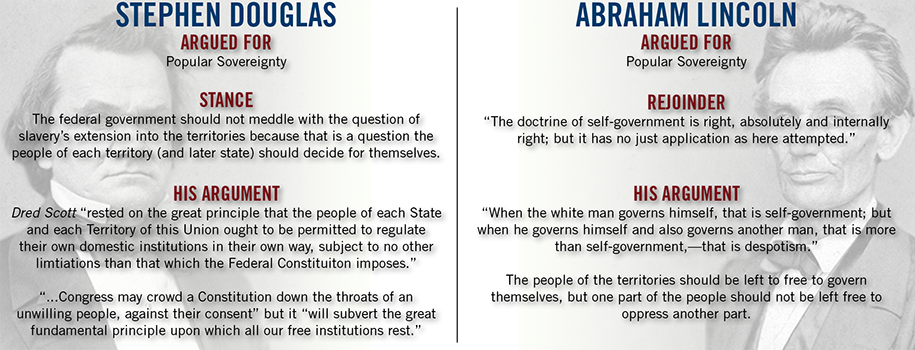 STEPHEN DOUGLAS
ARGUED FOR
Popular Sovereignty
STANCE
The federal government should not meddle with the question of
slavery’s extension into the territories because that is a question the
people of each territory (and later state) should decide for themselves.
HIS ARGUMENT
Dred Scott “rested on the great principle that the people of each State
and each Territory of this Union ought to be permitted to regulate
their own domestic institutions in their own way, subject to no other
limtiations than that which the Federal Constituiton imposes.”
“...Congress may crowd a Constitution down the throats of an
unwilling people, against their consent” but it “will subvert the great
fundamental principle upon which all our free institutions rest.”
ABRAHAM LINCOLN
ARGUED FOR
Popular Sovereignty
REJOINDER
“The doctrine of self-government is right, absolutely and internally
right; but it has no just application as here attempted.”
HIS ARGUMENT
“When the white man governs himself, that is self-government; but
when he governs himself and also governs another man, that is more
than self-government,—that is despotism.”
The people of the territories should be left to free to govern
themselves, but one part of the people should not be left free to
oppress another part.